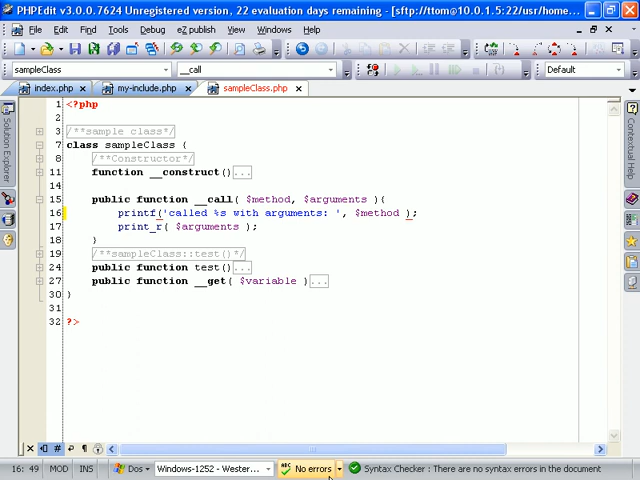 PHPEdit v3.0.0.7624 Unregistered version, 22 evaluation days remaining - [sftp://ttom@10.0.1.5:22/usr/home...
File Edit Find Tools Debug eZ publish View Windows Help
sampleClass __call Default
index.php my-include.php sampleClass.php
Solution Explorer
Contextual Help
1 <?php
3 /**sample class*/
7 class sampleClass {
8 /**Constructor*/
11 function __construct()...
14
15 public function __call( $method, $arguments ){
16 printf('called %s with arguments: ', $method );
17 print_r( $arguments );
18 }
19 /**sampleClass::test()*/
24 public function test()...
27 public function __get( $variable )...
30 }
31
32 ?>
16: 49 MOD INS Dos Windows-1252 - Wester... ABC No errors Syntax Checker : There are no syntax errors in the document